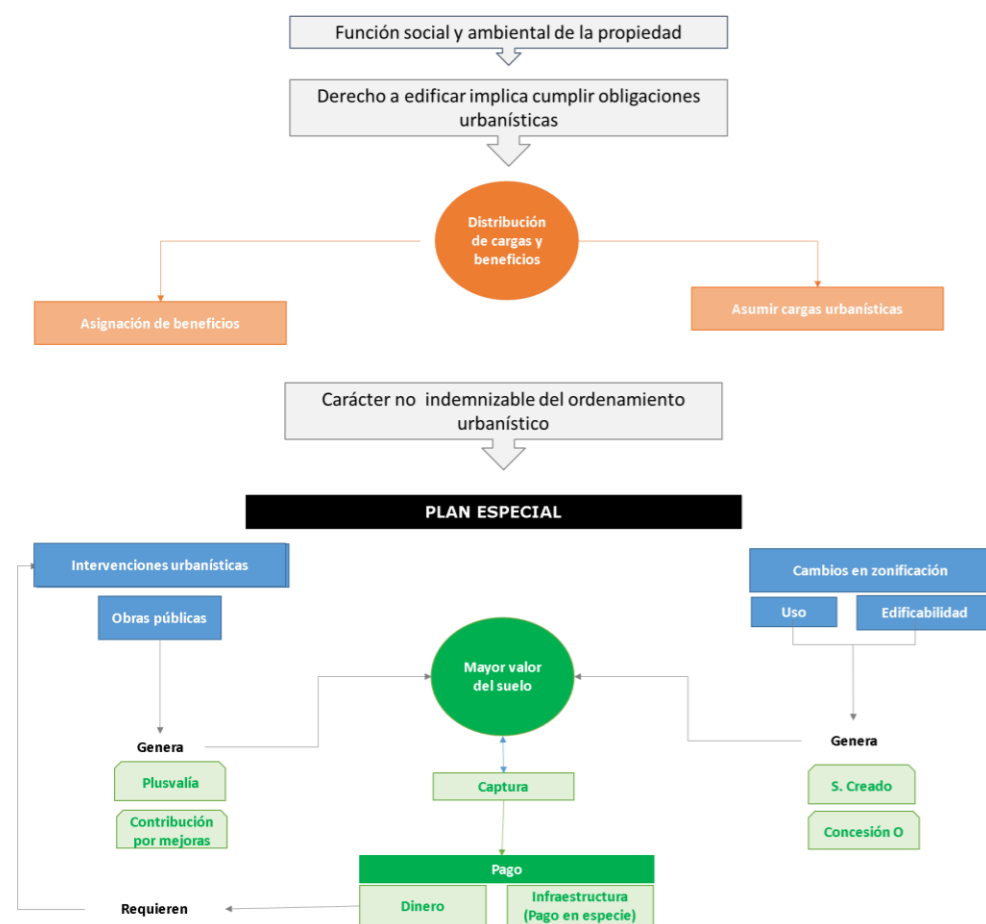 Función social y ambiental de la propiedad
Derecho a edificar implica cumplir obligaciones
urbanísticas
Distribución
de cargas y
beneficios
Asignación de beneficios
Asumir cargas urbanísticas
Carácter no indemnizable del ordenamiento
urbanístico
PLAN ESPECIAL
Intervenciones urbanísticas
Obras públicas
Cambios en zonificación
Uso
Edificabilidad
Mayor valor
del suelo
Genera
Plusvalía
Contribución
por mejoras
Genera
S. Creado
Concesión O
Captura
Pago
Dinero
Infraestructura
(Pago en especie)
Requieren